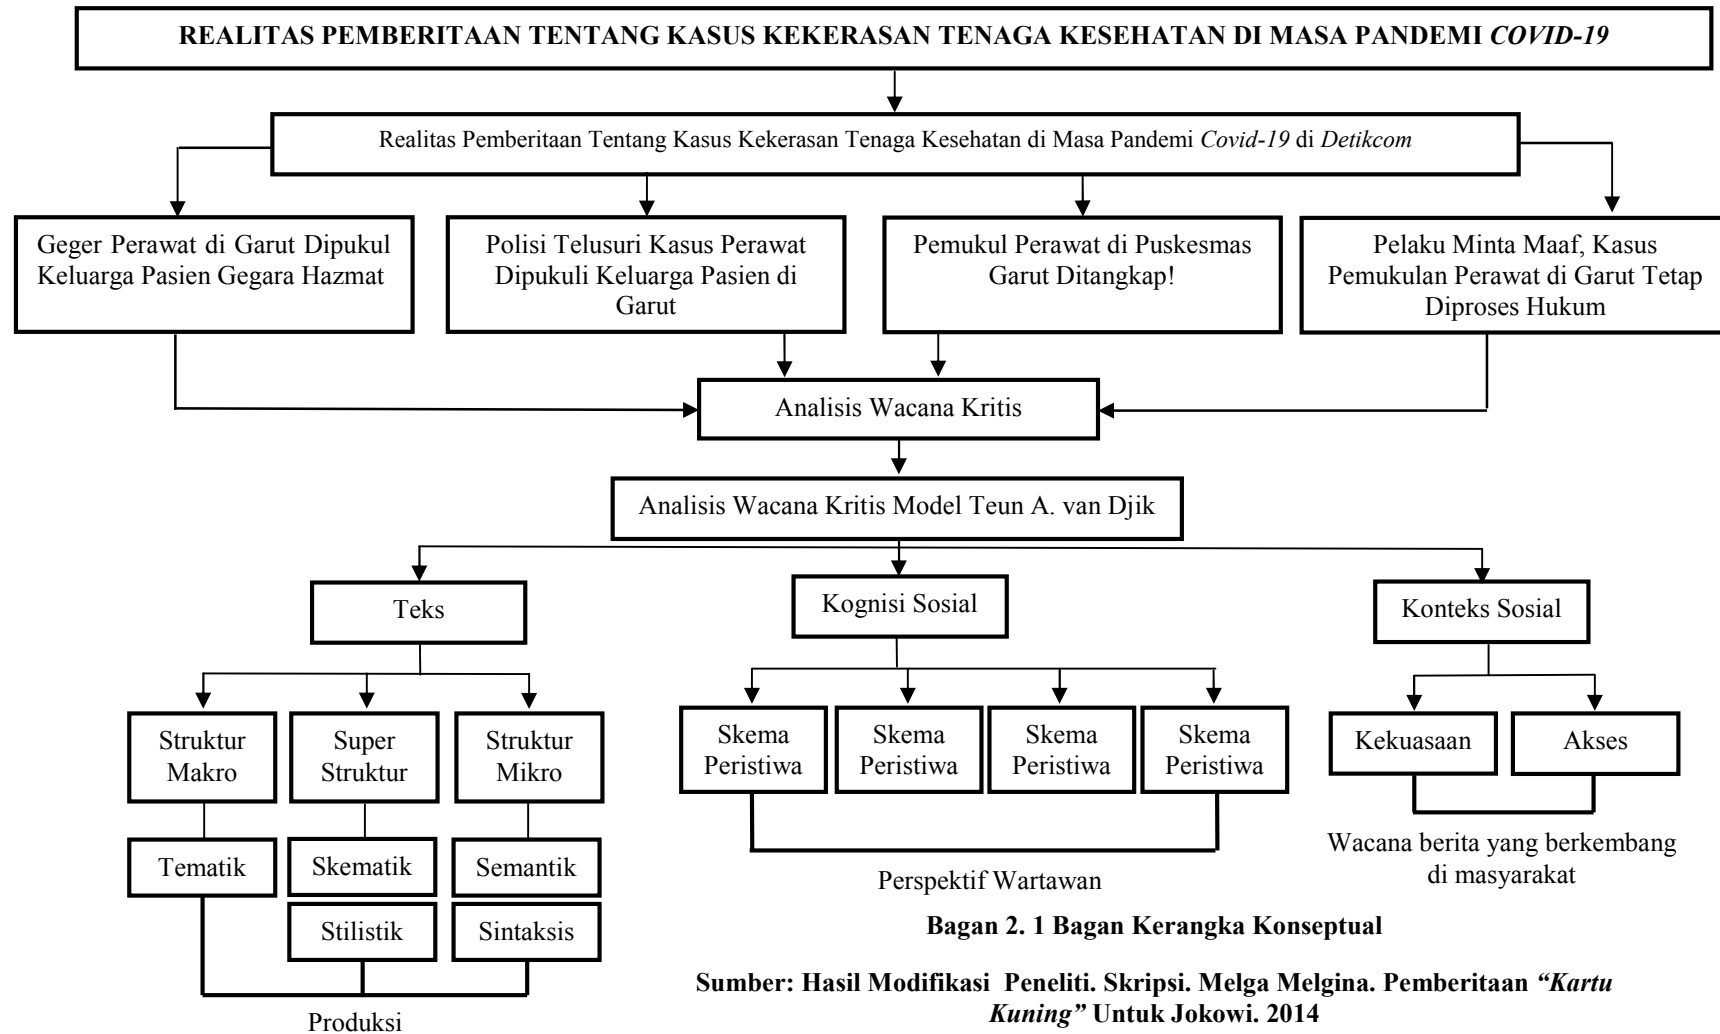 REALITAS PEMBERITAAN TENTANG KASUS KEKERASAN TENAGA KESEHATAN DI MASA PANDEMI COVID-19
Realitas Pemberitaan Tentang Kasus Kekerasan Tenaga Kesehatan di Masa Pandemi Covid-19 di Detikcom
Geger Perawat di Garut Dipukul
Keluarga Pasien Gegara Hazmat
Polisi Telusuri Kasus Perawat
Dipukuli Keluarga Pasien di
Garut
Pemukul Perawat di Puskesmas
Garut Ditangkap!
Pelaku Minta Maaf, Kasus
Pemukulan Perawat di Garut Tetap
Diproses Hukum
Analisis Wacana Kritis
Analisis Wacana Kritis Model Teun A. van Djik
Teks
Kognisi Sosial
Konteks Sosial
Struktur
Makro
Super
Struktur
Struktur
Mikro
Skema
Peristiwa
Skema
Peristiwa
Skema
Peristiwa
Skema
Peristiwa
Kekuasaan
Akses
Tematik
Skematik
Semantik
Stilistik
Sintaksis
Produksi
Perspektif Wartawan
Wacana berita yang berkembang
di masyarakat
Bagan 2. 1 Bagan Kerangka Konseptual
Sumber: Hasil Modifikasi Peneliti. Skripsi. Melga Melgina. Pemberitaan “Kartu
Kuning” Untuk Jokowi. 2014